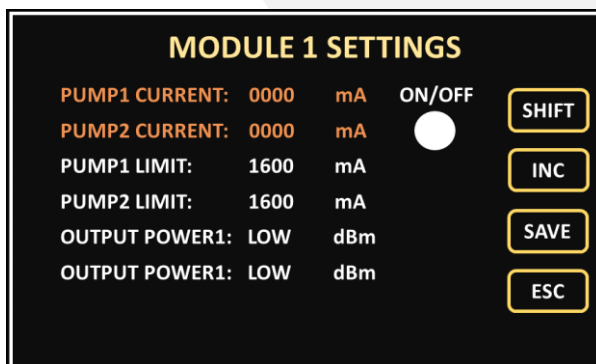 MODULE 1 SETTINGS
PUMP1 CURRENT: 0000 mA ON/OFF
PUMP2 CURRENT: 0000 mA
PUMP1 LIMIT: 1600 mA
PUMP2 LIMIT: 1600 mA
OUTPUT POWER1: LOW dBm
OUTPUT POWER1: LOW dBm
SHIFT
INC
SAVE
ESC